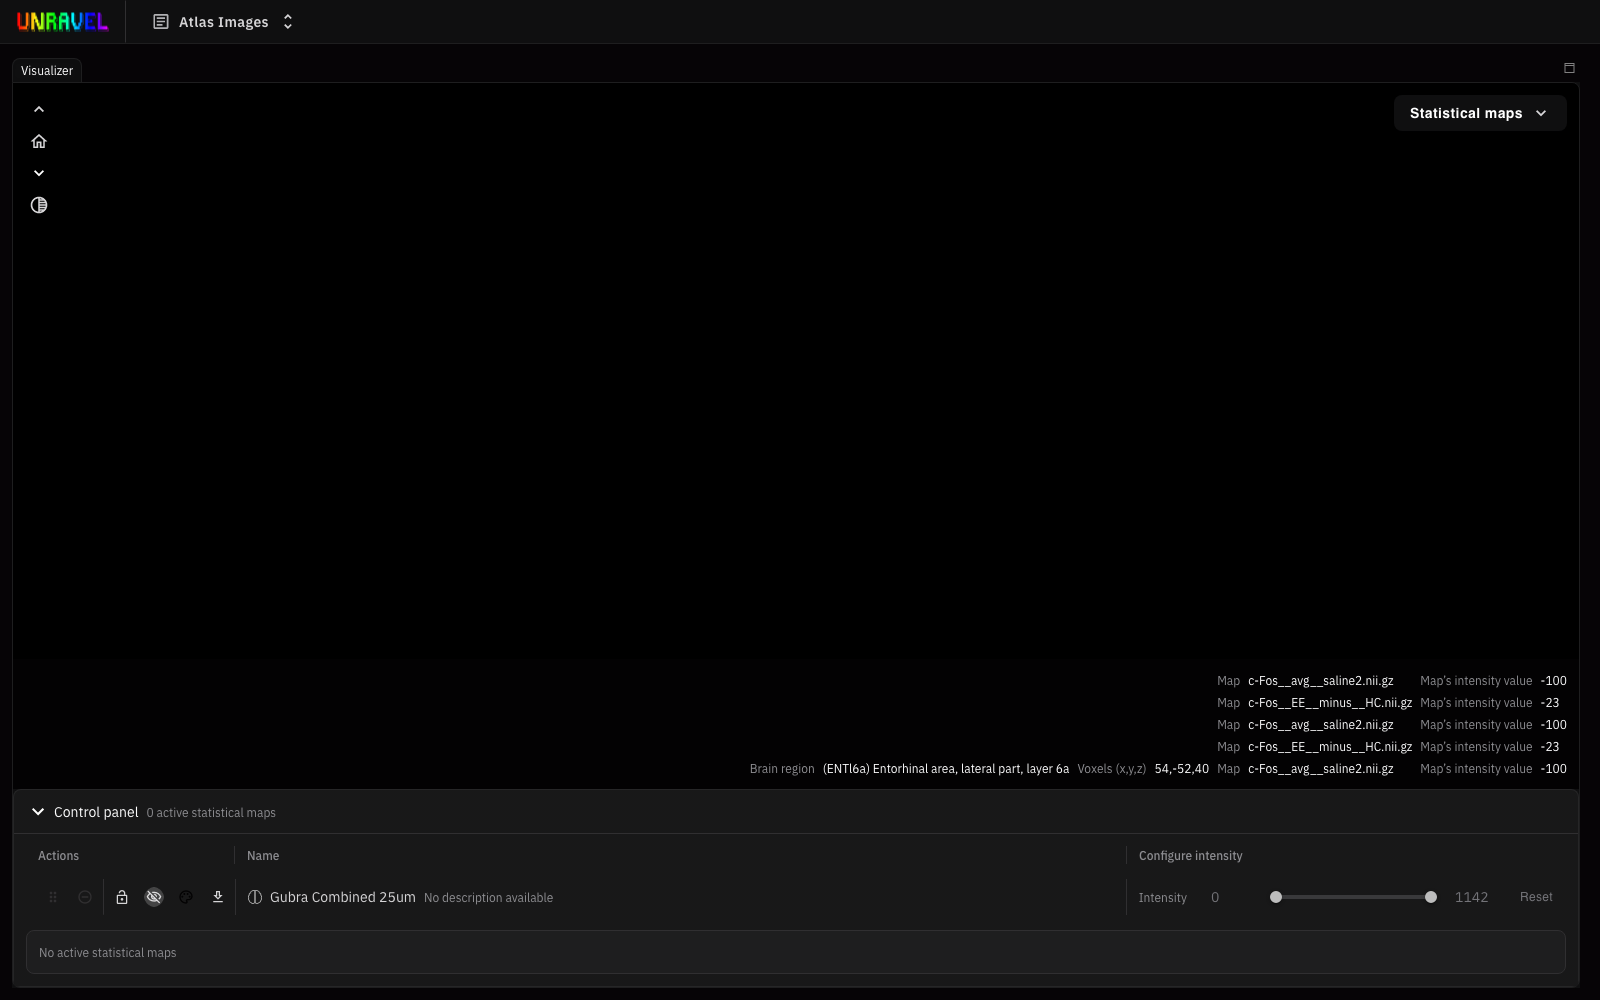 UNRAVEL
Atlas Images
Visualizer
Statistical maps
Map c-Fos__avg__saline2.nii.gz Map's intensity value -100
Map c-Fos__EE__minus__HC.nii.gz Map's intensity value -23
Map c-Fos__avg__saline2.nii.gz Map's intensity value -100
Map c-Fos__EE__minus__HC.nii.gz Map's intensity value -23
Brain region (ENTl6a) Entorhinal area, lateral part, layer 6a Voxels (x,y,z) 54,-52,40 Map c-Fos__avg__saline2.nii.gz Map's intensity value -100
Control panel 0 active statistical maps
Actions Name Configure intensity
Gubra Combined 25um No description available Intensity 0 1142 Reset
No active statistical maps